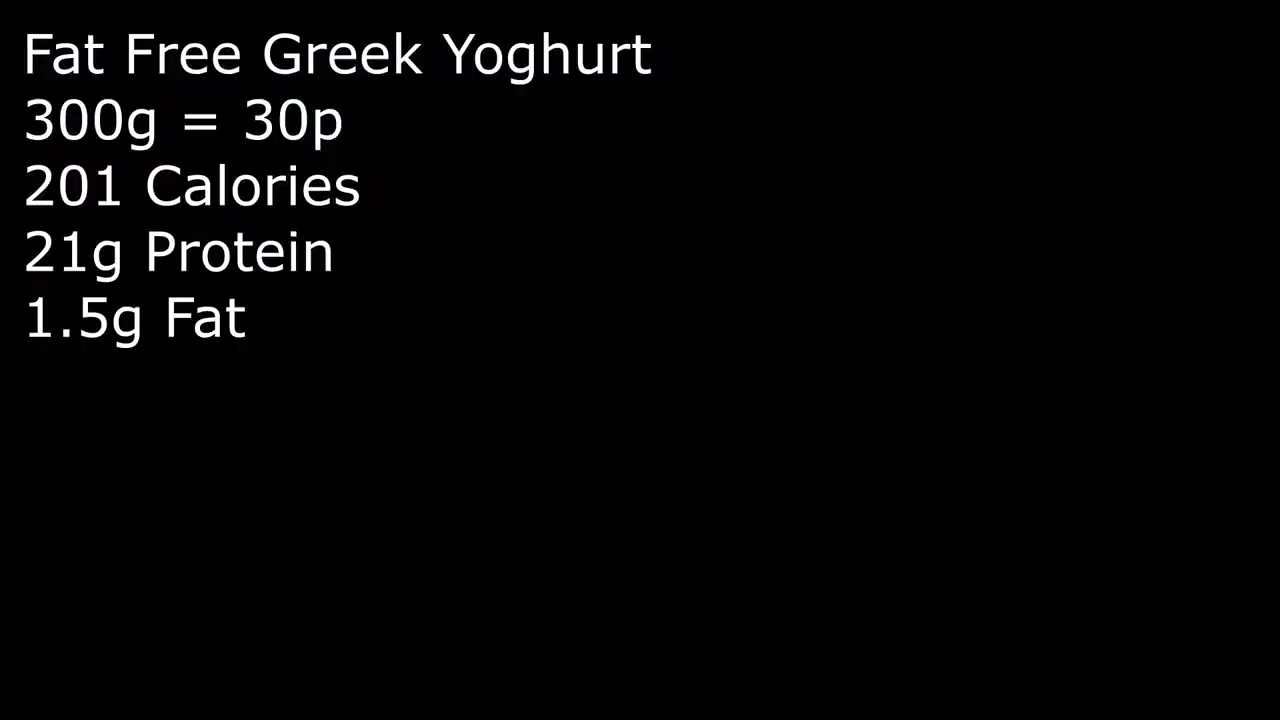 Fat Free Greek Yoghurt
300g = 30p
201 Calories
21g Protein
1.5g Fat